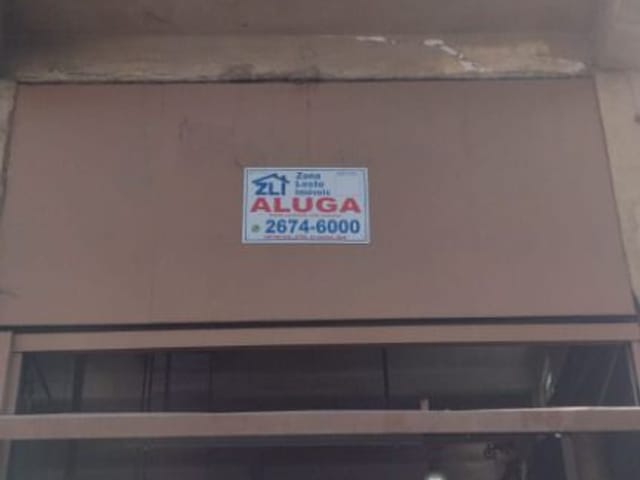 ZLI Zona
Leste
Imóveis
ALUGA
2674-6000